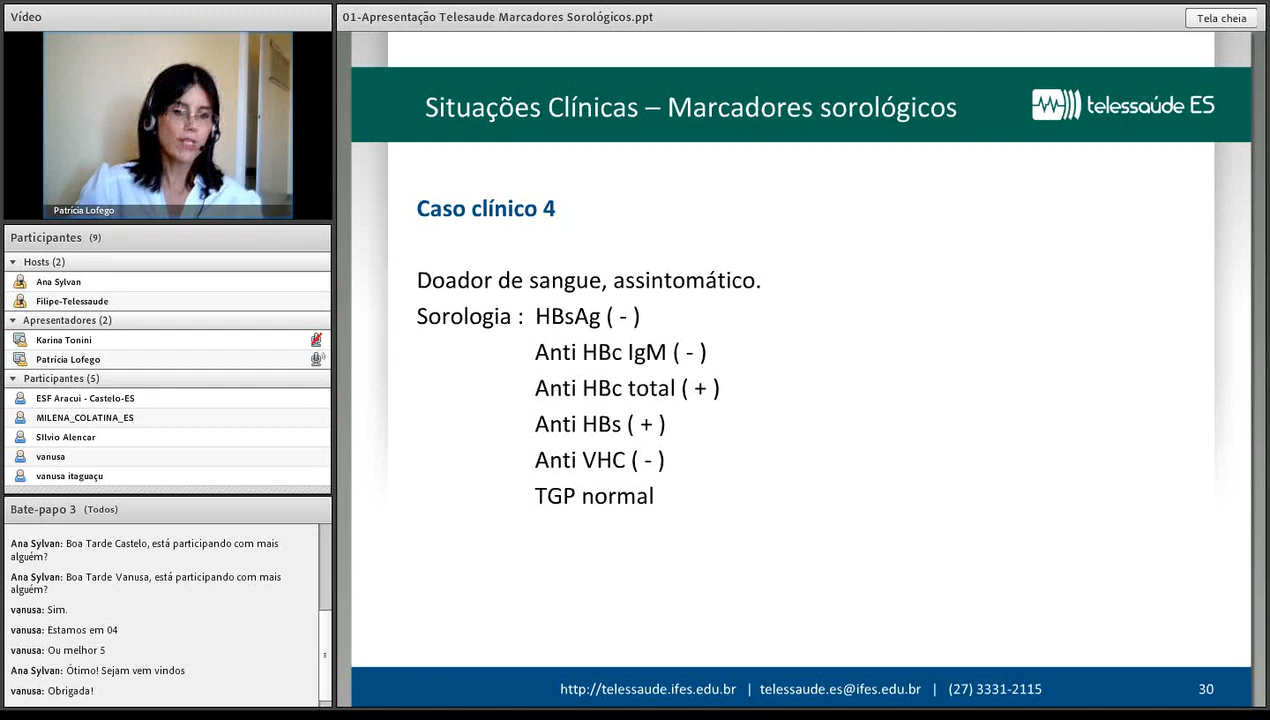 Vídeo
Patrícia Lofego
Participantes (9)
Hosts (2)
Ana Sylvan
Filipe-Telessaude
Apresentadores (2)
Karina Tonini
Patrícia Lofego
Participantes (5)
ESF Aracui - Castelo-ES
MILENA_COLATINA_ES
SIlvio Alencar
vanusa
vanusa itaguaçu
Bate-papo 3 (Todos)
Ana Sylvan: Boa Tarde Castelo, está participando com mais
alguém?
Ana Sylvan: Boa Tarde Vanusa, está participando com mais
alguém?
vanusa: Sim.
vanusa: Estamos em 04
vanusa: Ou melhor 5
Ana Sylvan: Ótimo! Sejam vem vindos
vanusa: Obrigada!
01-Apresentação Telesaude Marcadores Sorológicos.ppt
Tela cheia
Situações Clínicas – Marcadores sorológicos
telessaúde ES
Caso clínico 4
Doador de sangue, assintomático.
Sorologia : HBsAg ( - )
Anti HBc IgM ( - )
Anti HBc total ( + )
Anti HBs ( + )
Anti VHC ( - )
TGP normal
http://telessaude.ifes.edu.br | telessaude.es@ifes.edu.br | (27) 3331-2115
30